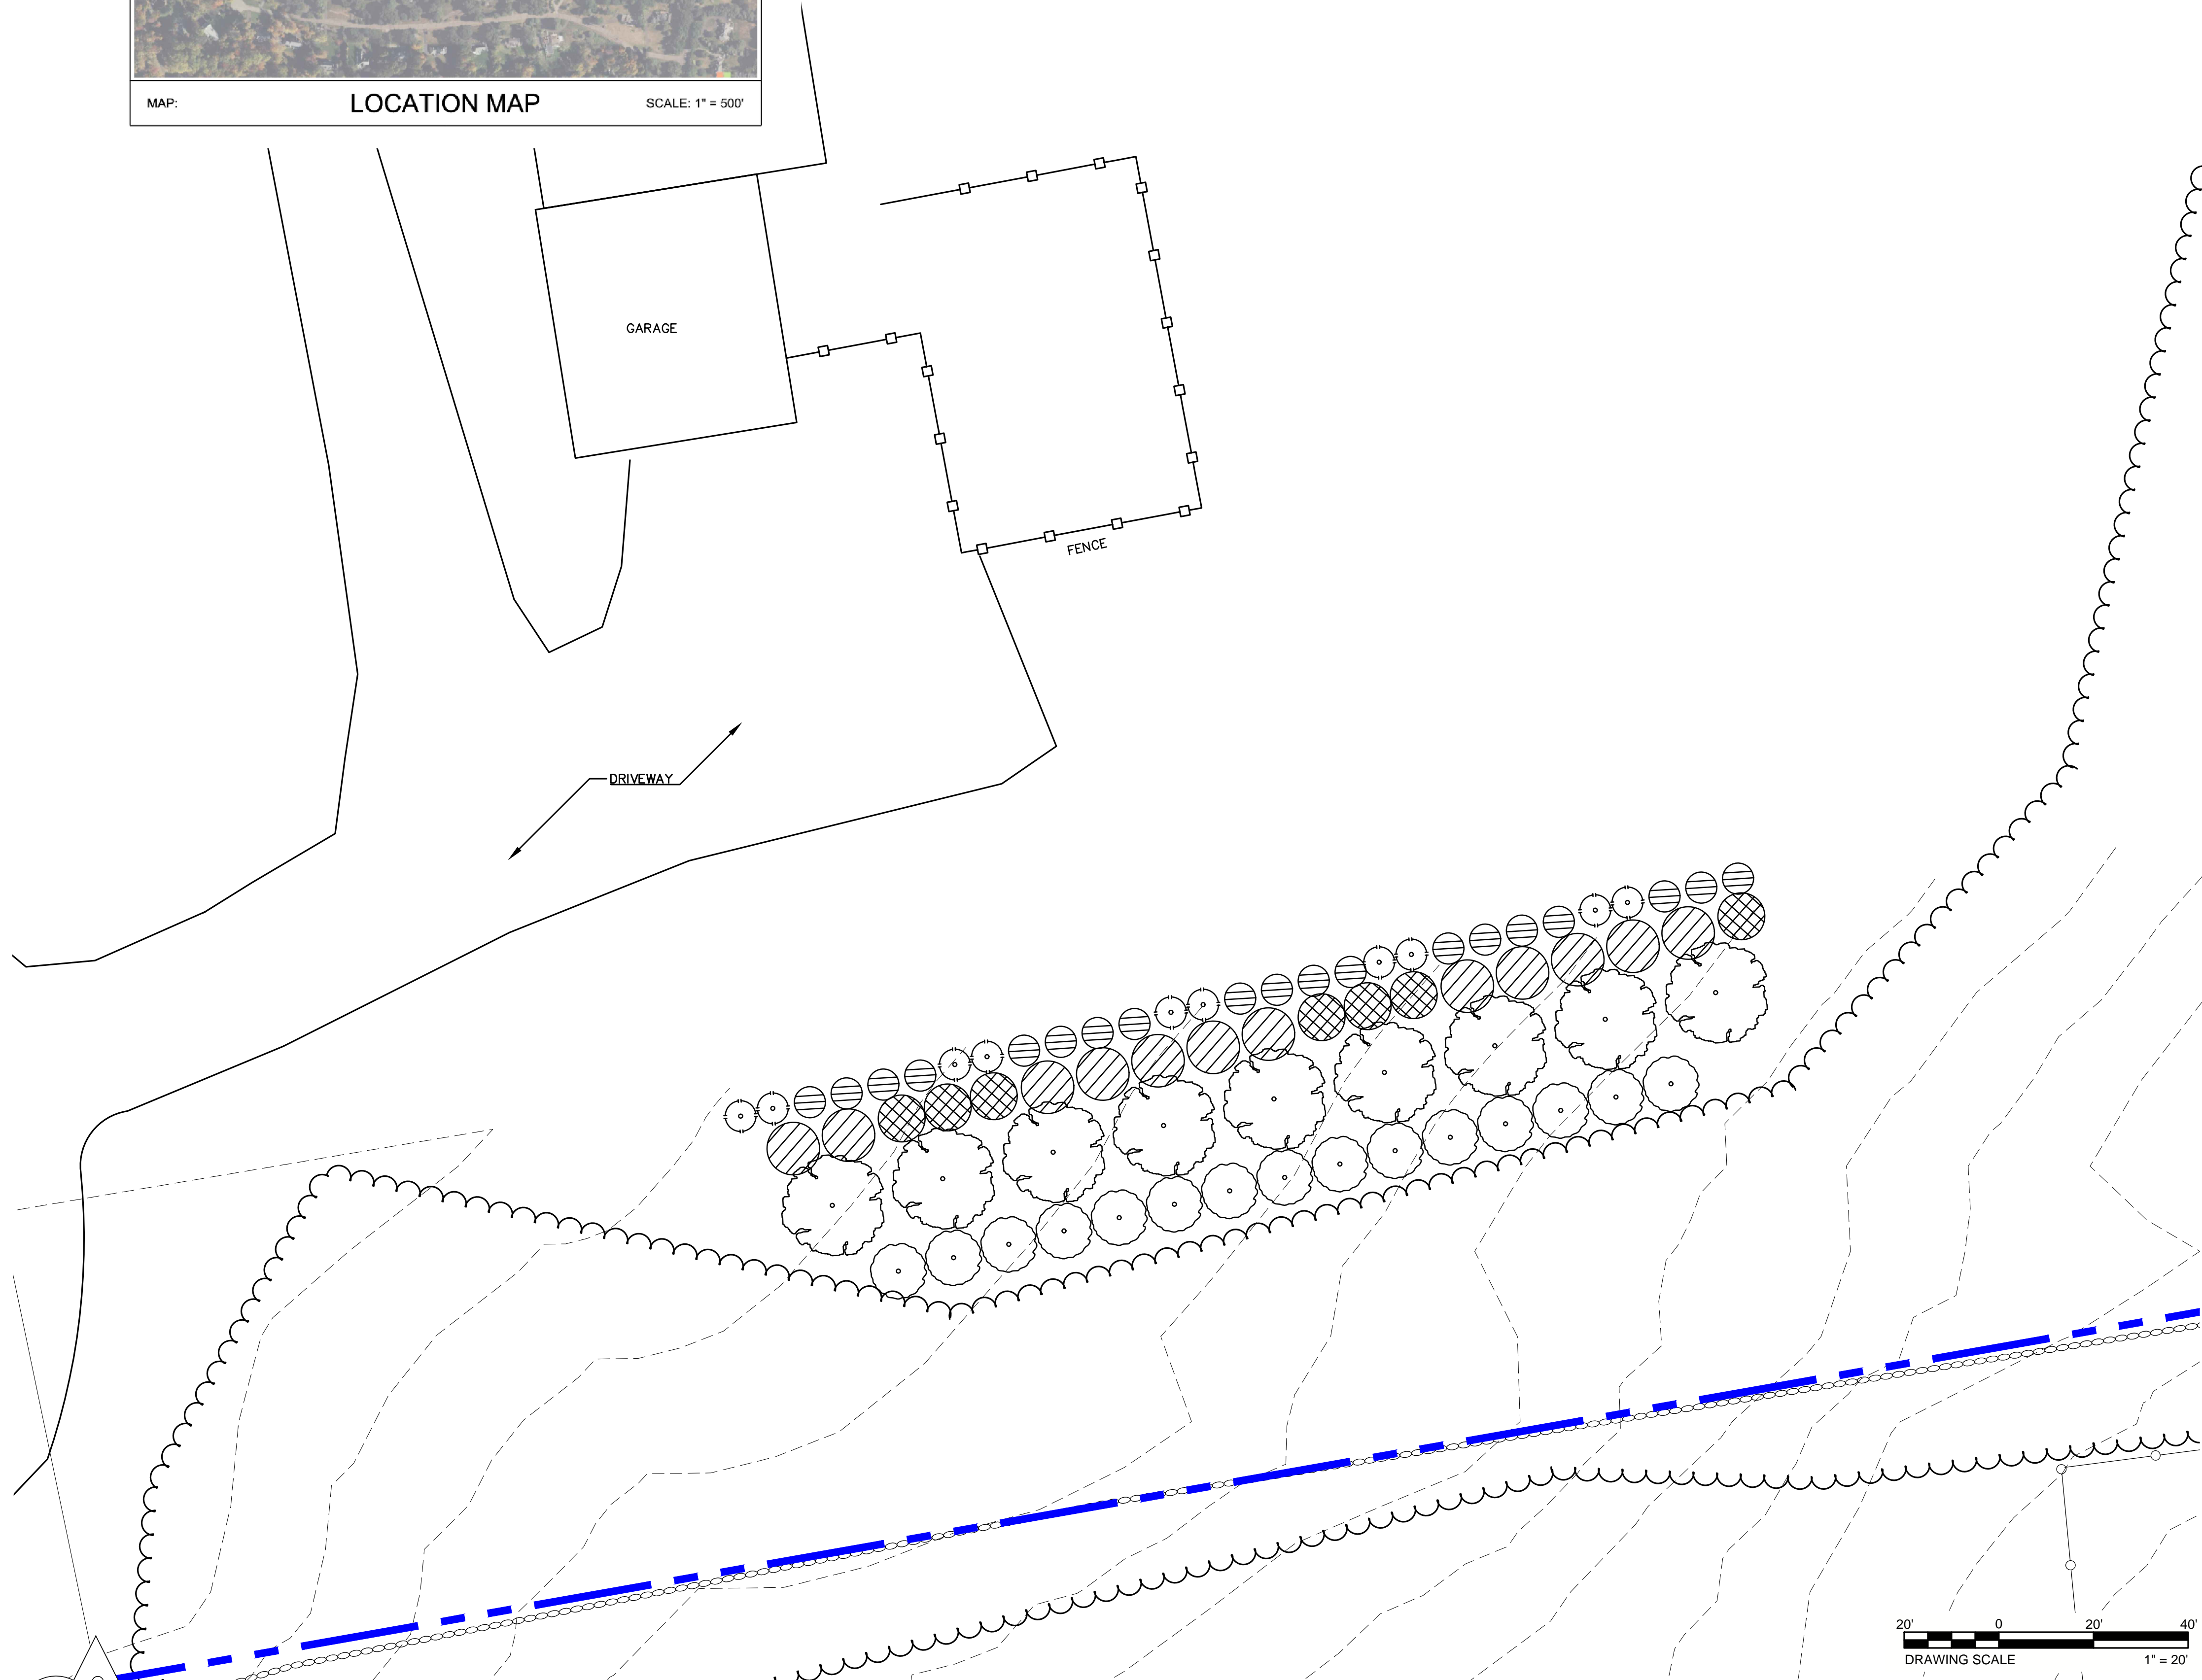 MAP:
LOCATION MAP
SCALE: 1" = 500'
GARAGE
FENCE
DRIVEWAY
20' 0 20' 40'
DRAWING SCALE 1" = 20'